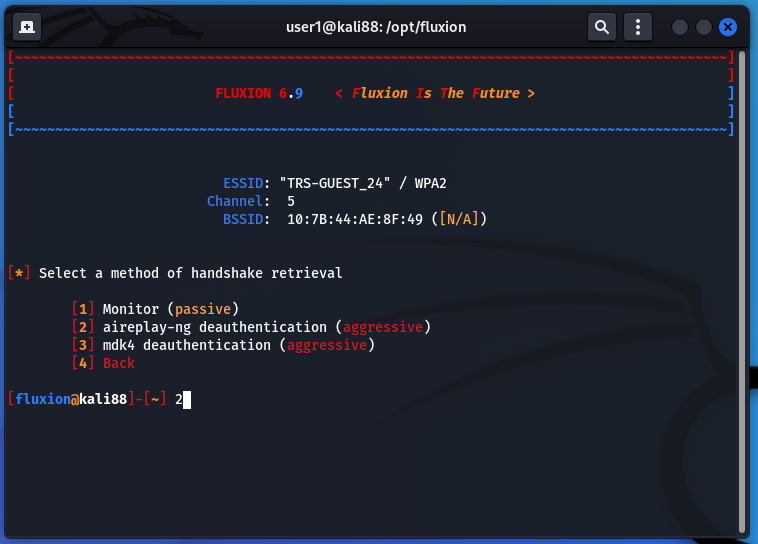 user1@kali88: /opt/fluxion
[~~~~~~~~~~~~~~~~~~~~~~~~~~~~~~~~~~~~~~~~~~~~~~~~~~~~~~~~~~~~~~~~~~~~~~~~~~~~~~~~~~~~~~~~]
[ ]
[ FLUXION 6.9 < Fluxion Is The Future > ]
[ ]
[~~~~~~~~~~~~~~~~~~~~~~~~~~~~~~~~~~~~~~~~~~~~~~~~~~~~~~~~~~~~~~~~~~~~~~~~~~~~~~~~~~~~~~~~]
ESSID: "TRS-GUEST_24" / WPA2
Channel: 5
BSSID: 10:7B:44:AE:8F:49 ([N/A])
[*] Select a method of handshake retrieval
[1] Monitor (passive)
[2] aireplay-ng deauthentication (aggressive)
[3] mdk4 deauthentication (aggressive)
[4] Back
[fluxion@kali88]-[~] 2